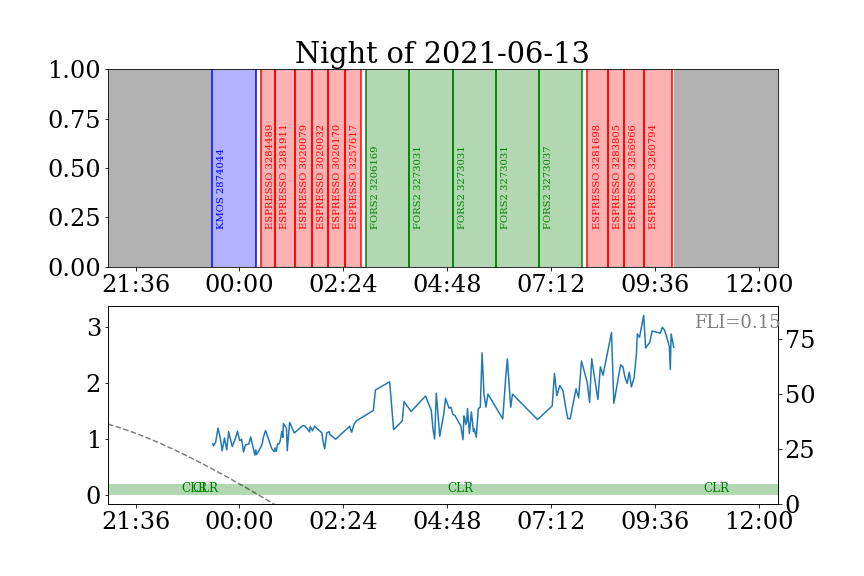 Night of 2021-06-13
1.00
0.75
0.50
0.25
0.00
KMOS 2874044
ESPRESSO 3284489
ESPRESSO 3281911
ESPRESSO 3020079
ESPRESSO 3020032
ESPRESSO 3020170
ESPRESSO 3257617
FORS2 3206169
FORS2 3273031
FORS2 3273031
FORS2 3273031
FORS2 3273037
ESPRESSO 3281698
ESPRESSO 3283805
ESPRESSO 3256966
ESPRESSO 3260794
21:36 00:00 02:24 04:48 07:12 09:36 12:00
FLI=0.15
3
2
1
0
75
50
25
0
CLR CLR CLR CLR
21:36 00:00 02:24 04:48 07:12 09:36 12:00